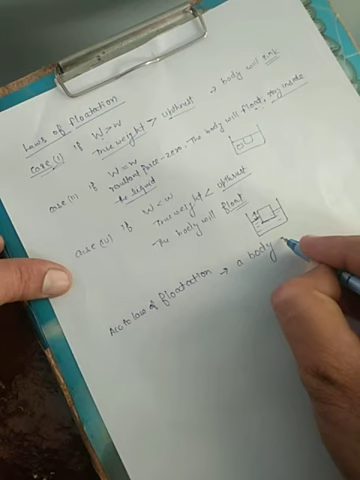 Laws of floatation
case (I) if W > w
True weight > upthrust → body will sink
case (II) if W = w
resultant force - zero. The body will float, stay inside
the liquid
case (III) if W < w
True weight < upthrust
The body will float
Acc to law of floatation → a body